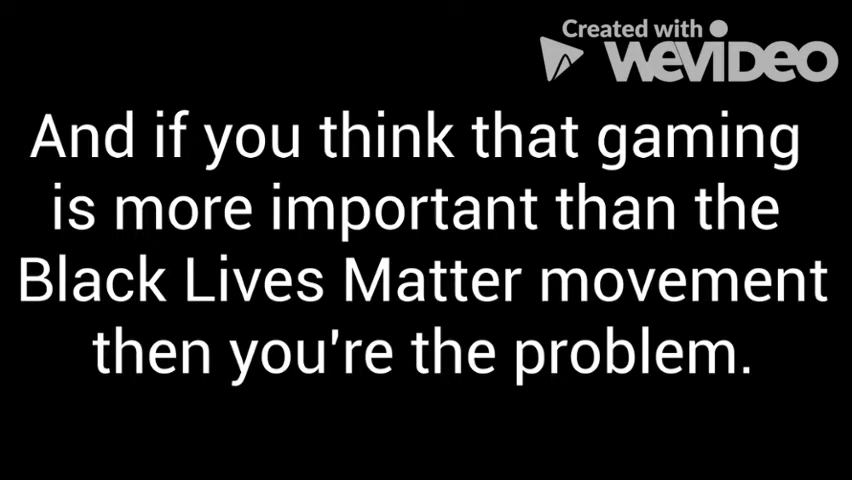 Created with
WEVIDEO
And if you think that gaming
is more important than the
Black Lives Matter movement
then you're the problem.